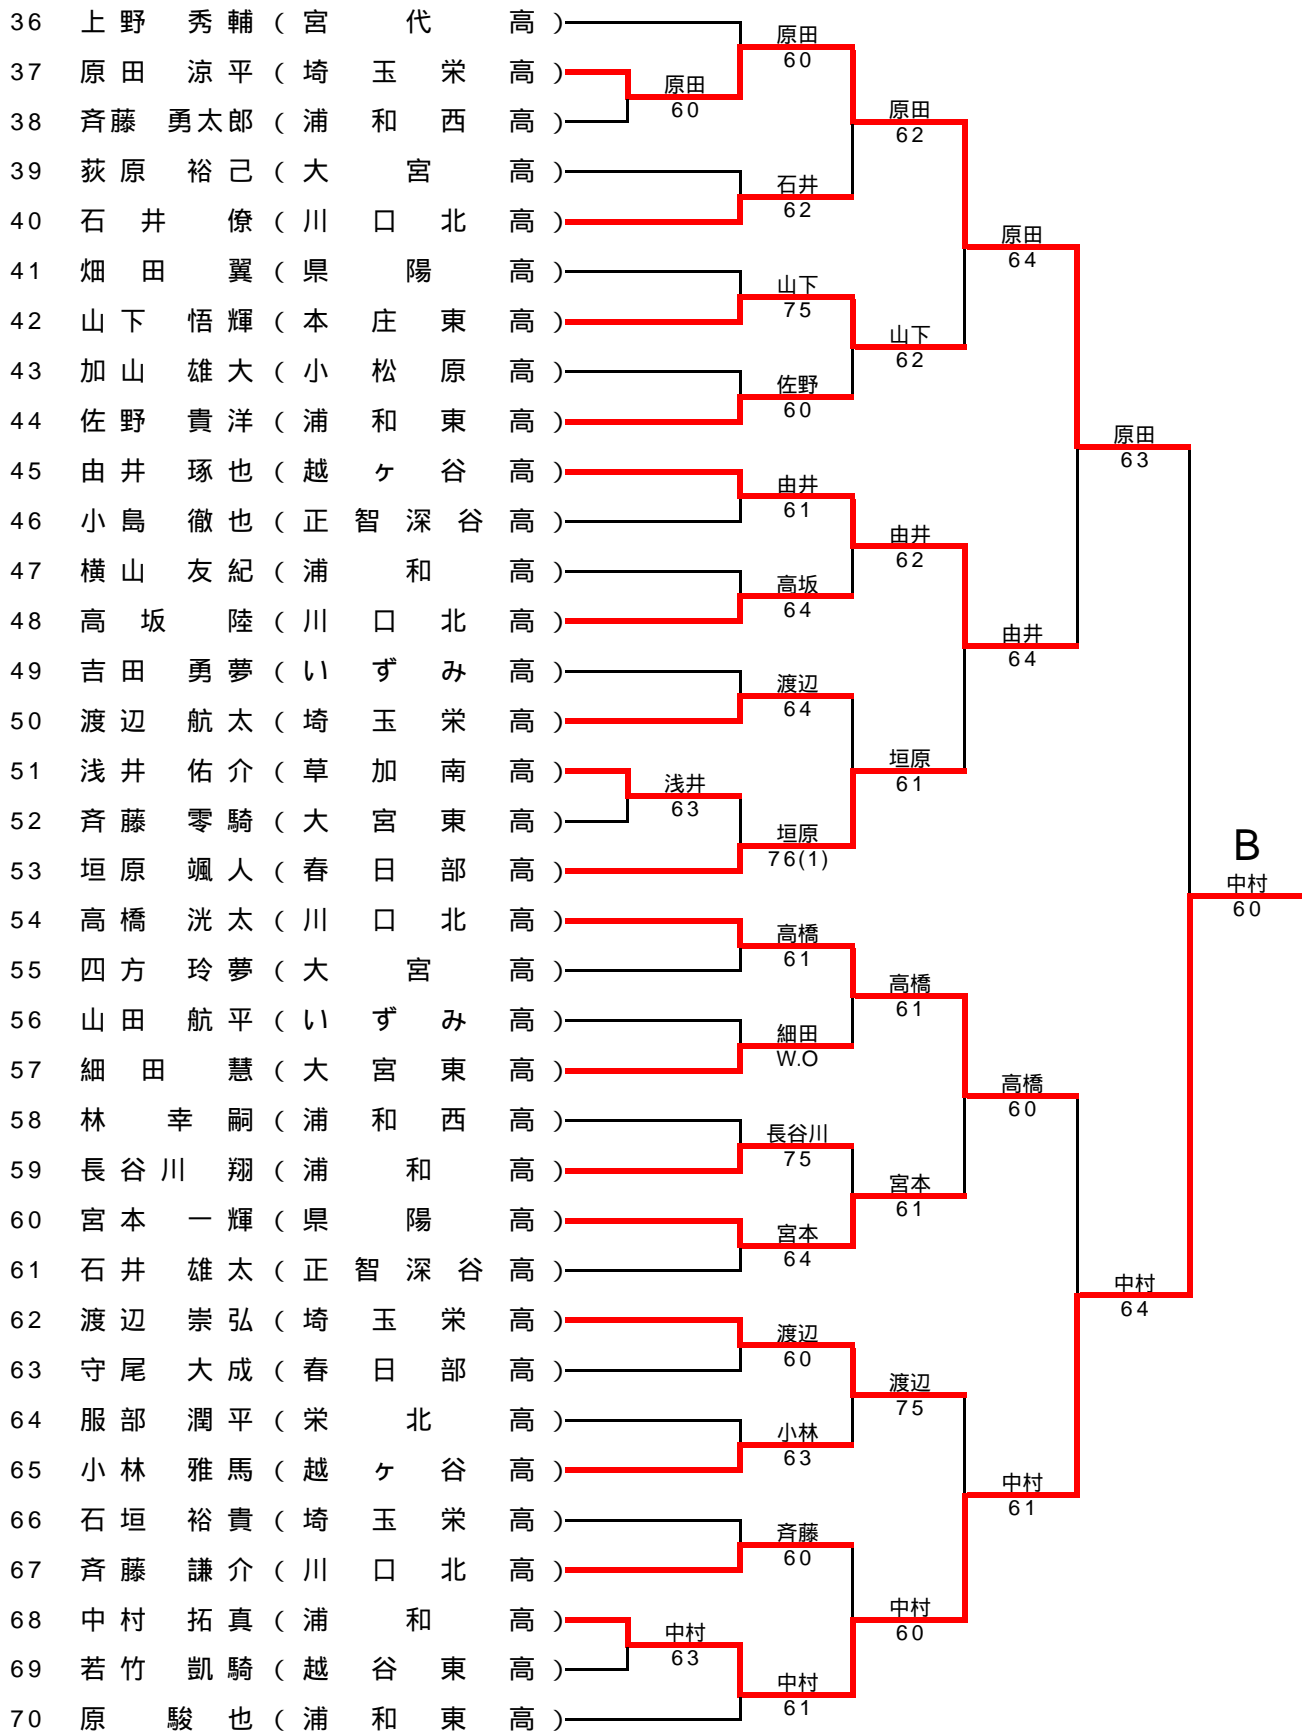 36 上野 秀輔 ( 宮代高 )
37 原田 涼平 ( 埼玉栄高 )
38 斉藤 勇太郎 ( 浦和西高 )
39 荻原 裕己 ( 大宮高 )
40 石井 僚 ( 川口北高 )
41 畑田 翼 ( 県陽高 )
42 山下 悟輝 ( 本庄東高 )
43 加山 雄大 ( 小松原高 )
44 佐野 貴洋 ( 浦和東高 )
45 由井 琢也 ( 越ヶ谷高 )
46 小島 徹也 ( 正智深谷高 )
47 横山 友紀 ( 浦和高 )
48 高坂 陸 ( 川口北高 )
49 吉田 勇夢 ( いずみ高 )
50 渡辺 航太 ( 埼玉栄高 )
51 浅井 佑介 ( 草加南高 )
52 斉藤 零騎 ( 大宮東高 )
53 垣原 颯人 ( 春日部高 )
54 高橋 洸太 ( 川口北高 )
55 四方 玲夢 ( 大宮高 )
56 山田 航平 ( いずみ高 )
57 細田 慧 ( 大宮東高 )
58 林 幸嗣 ( 浦和西高 )
59 長谷川 翔 ( 浦和高 )
60 宮本 一輝 ( 県陽高 )
61 石井 雄太 ( 正智深谷高 )
62 渡辺 崇弘 ( 埼玉栄高 )
63 守尾 大成 ( 春日部高 )
64 服部 潤平 ( 栄北高 )
65 小林 雅馬 ( 越ヶ谷高 )
66 石垣 裕貴 ( 埼玉栄高 )
67 斉藤 謙介 ( 川口北高 )
68 中村 拓真 ( 浦和高 )
69 若竹 凱騎 ( 越谷東高 )
70 原 駿也 ( 浦和東高 )
原田
60
浅井
63
中村
63
原田
60
石井
62
山下
75
佐野
60
由井
61
高坂
64
渡辺
64
垣原
76(1)
高橋
61
細田
W.O
長谷川
75
宮本
64
渡辺
60
小林
63
斉藤
60
中村
61
原田
62
山下
62
由井
62
垣原
61
高橋
61
宮本
61
渡辺
75
中村
60
原田
64
由井
64
高橋
60
中村
61
原田
63
中村
64
B
中村
60